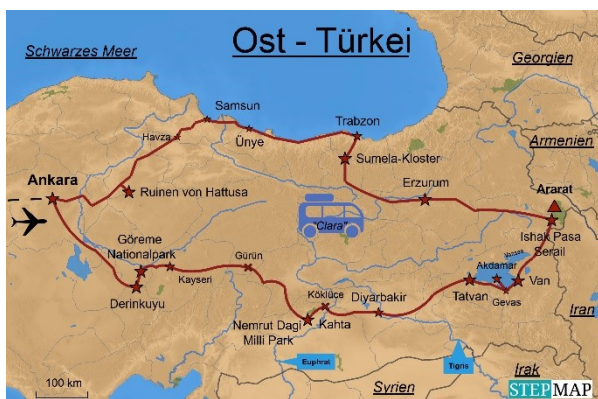 Ost - Türkei
Schwarzes Meer
Georgien
Samsun
Trabzon
Havza
Ünye
Armenien
Sumela-Kloster
Ankara
Ruinen von Hattusa
Erzurum
Ararat
"Clara"
Ishak Pasa
Serail
Göreme
Nationalpark
Gürün
Kayseri
Akdamar
Van
Derinkuyu
Köklüce
Diyarbakir
Tatvan
Gevas
Nemrut Dagi
Milli Park
Kahta
Iran
Euphrat
Tigris
Irak
100 km
Syrien
STEPMAP